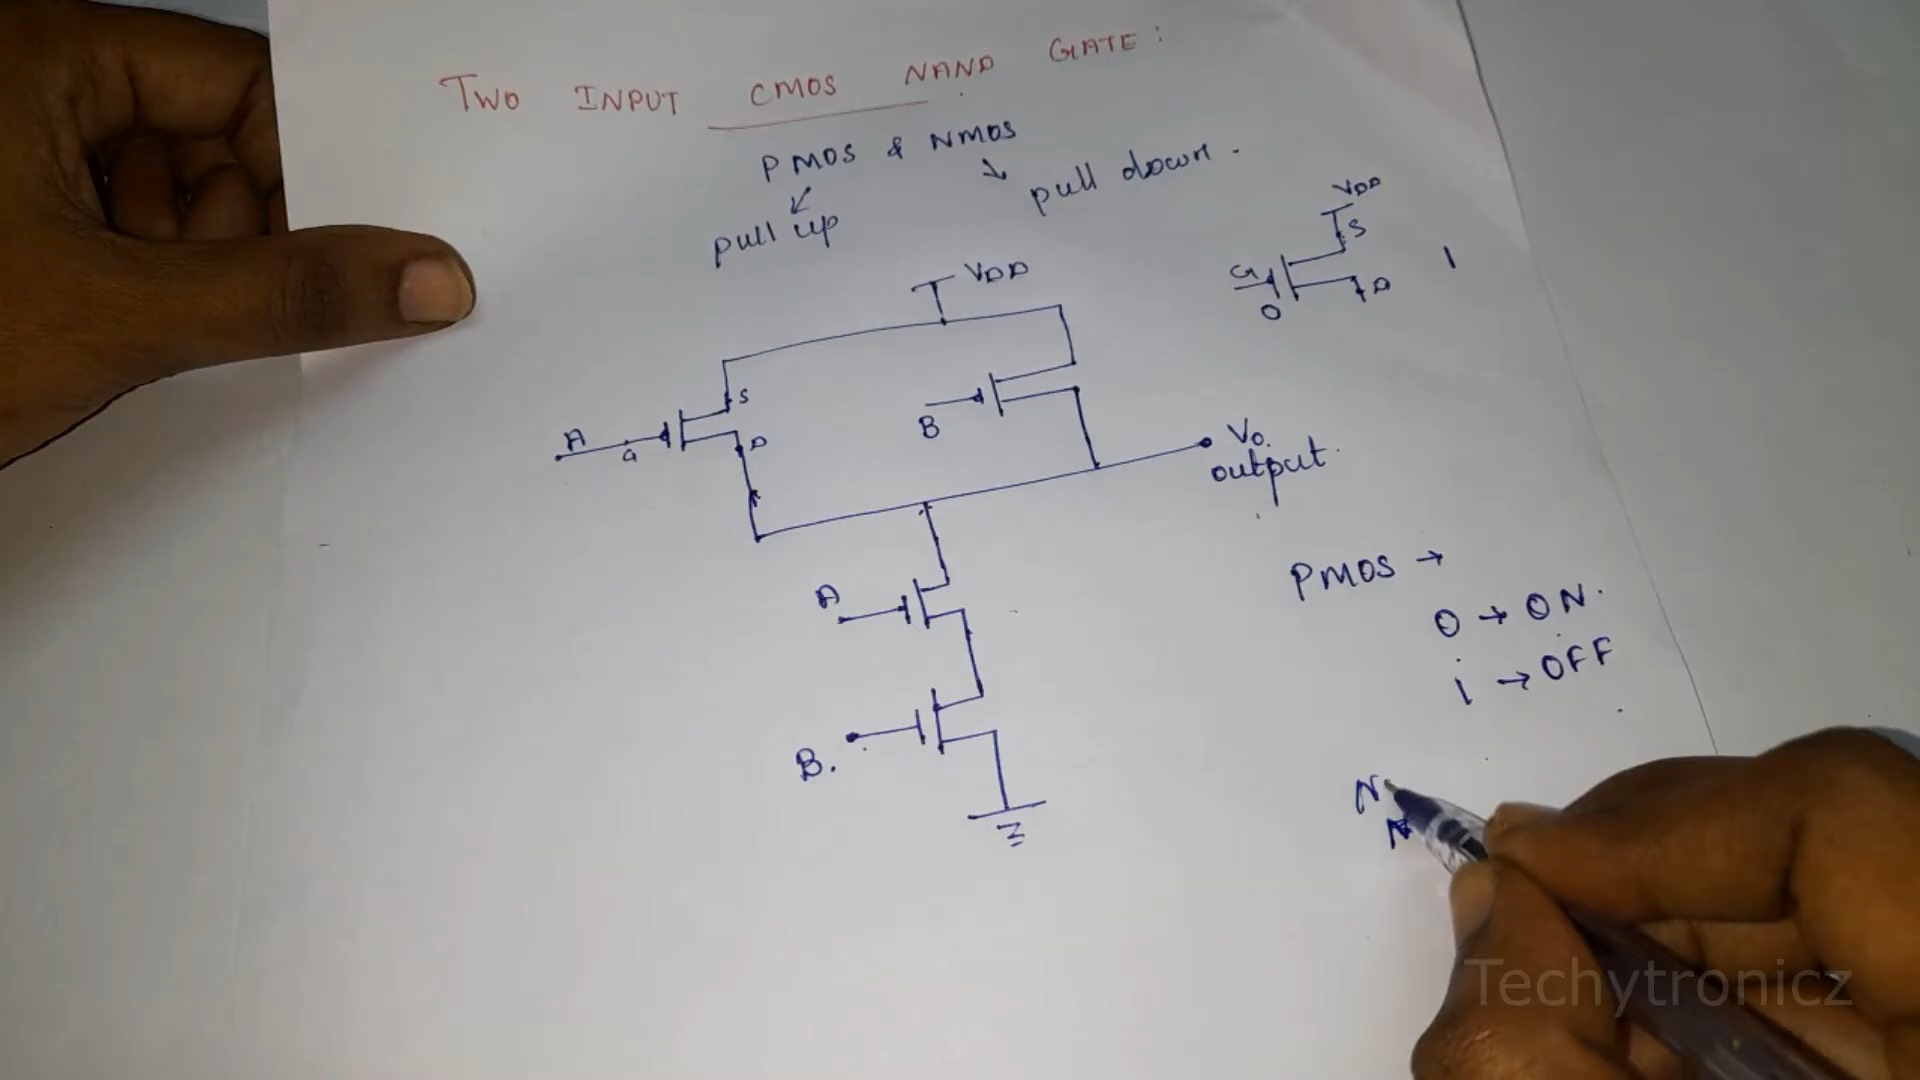 TWO INPUT CMOS NAND GATE:
PMOS & NMOS
pull up
pull down.
VDD
S
G
D
0
1
VDD
S
A
G
D
B
Vo.
output.
A
B.
PMOS →
0 → ON.
1 → OFF
N
N
Techytronicz